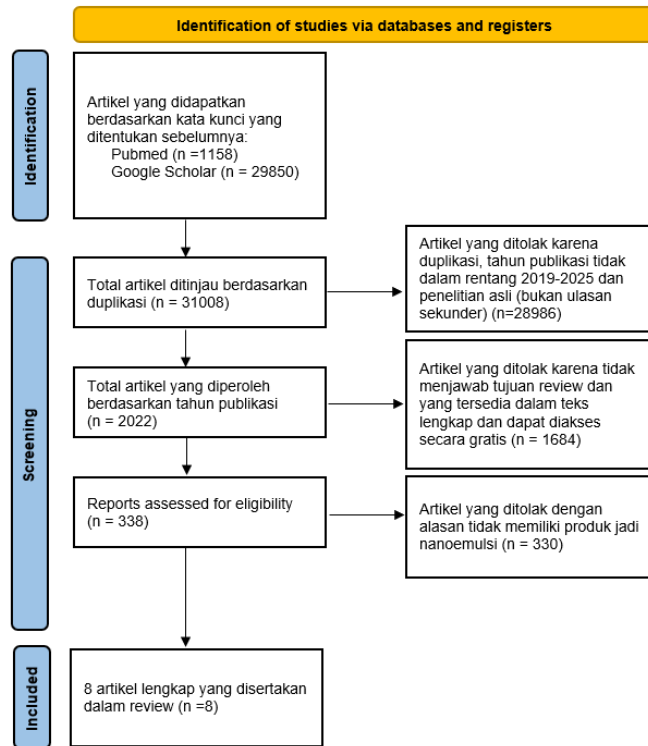 Identification of studies via databases and registers
Identification
Artikel yang didapatkan
berdasarkan kata kunci yang
ditentukan sebelumnya:
Pubmed (n =1158)
Google Scholar (n = 29850)
Screening
Total artikel ditinjau berdasarkan
duplikasi (n = 31008)
Artikel yang ditolak karena
duplikasi, tahun publikasi tidak
dalam rentang 2019-2025 dan
penelitian asli (bukan ulasan
sekunder) (n=28986)
Total artikel yang diperoleh
berdasarkan tahun publikasi
(n = 2022)
Artikel yang ditolak karena tidak
menjawab tujuan review dan
yang tersedia dalam teks
lengkap dan dapat diakses
secara gratis (n = 1684)
Reports assessed for eligibility
(n = 338)
Artikel yang ditolak dengan
alasan tidak memiliki produk jadi
nanoemulsi (n = 330)
Included
8 artikel lengkap yang disertakan
dalam review (n =8)